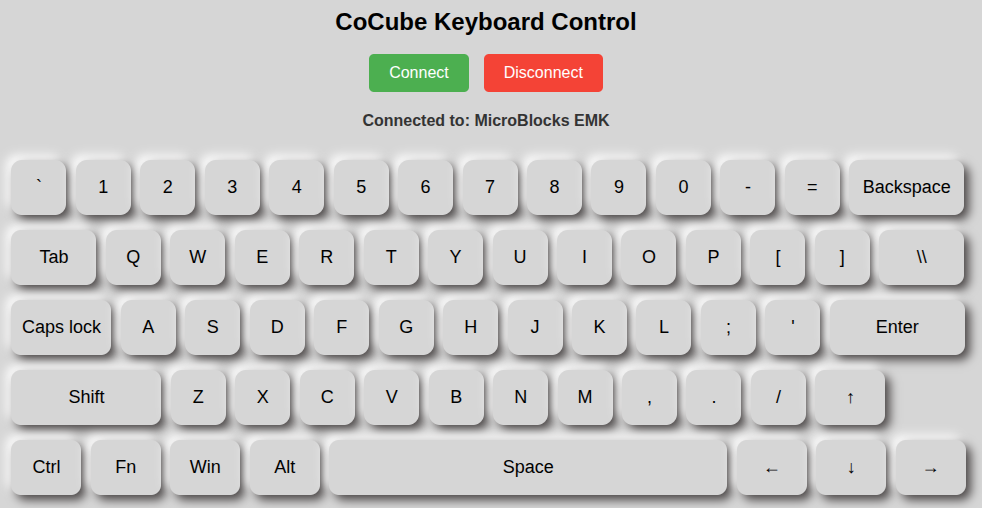 CoCube Keyboard Control
Connect Disconnect
Connected to: MicroBlocks EMK
` 1 2 3 4 5 6 7 8 9 0 - = Backspace
Tab Q W E R T Y U I O P [ ] \\
Caps lock A S D F G H J K L ; ' Enter
Shift Z X C V B N M , . / ↑
Ctrl Fn Win Alt Space ← ↓ →